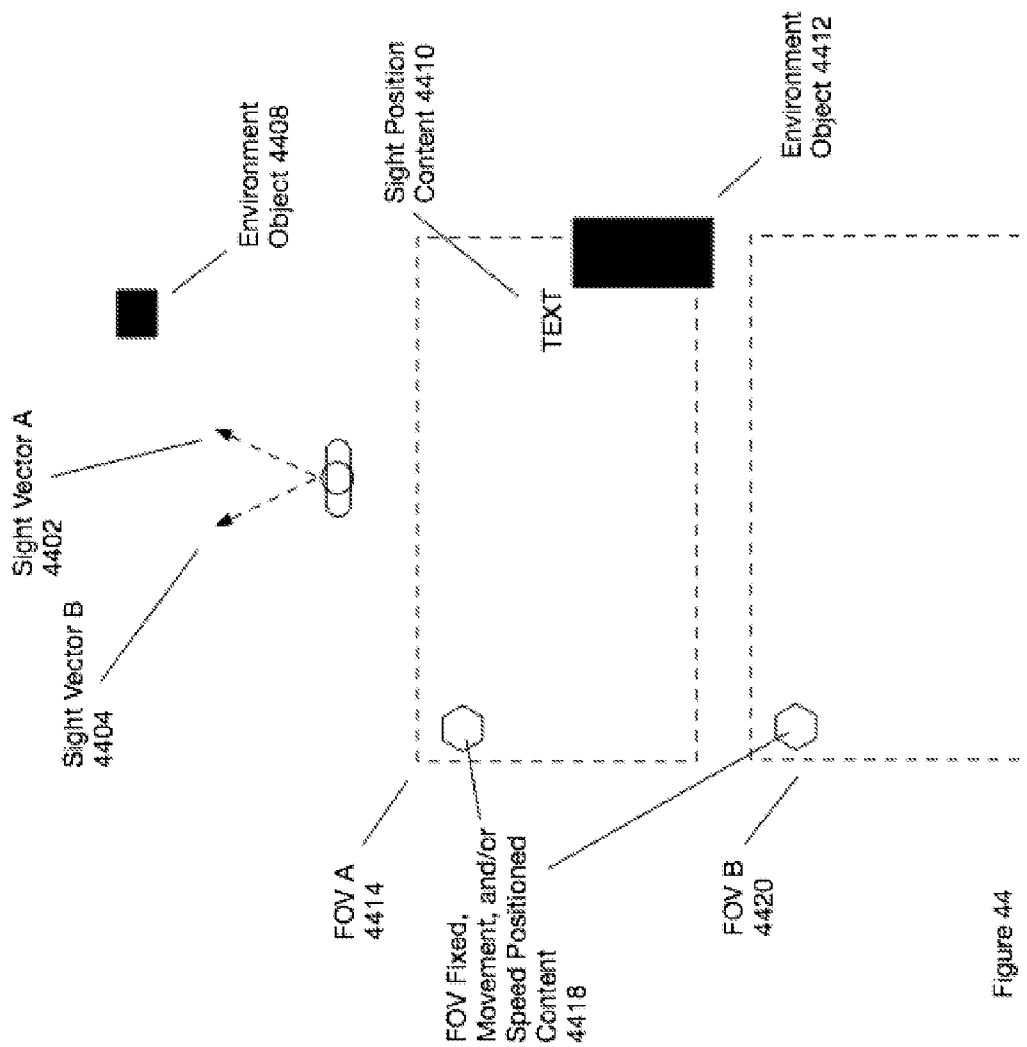 Sight Vector A
4402
Sight Vector B
4404
Environment
Object 4408
FOV A
4414
Sight Position
Content 4410
TEXT
FOV Fixed,
Movement, and/or
Speed Positioned
Content
4418
Environment
Object 4412
FOV B
4420
Figure 44